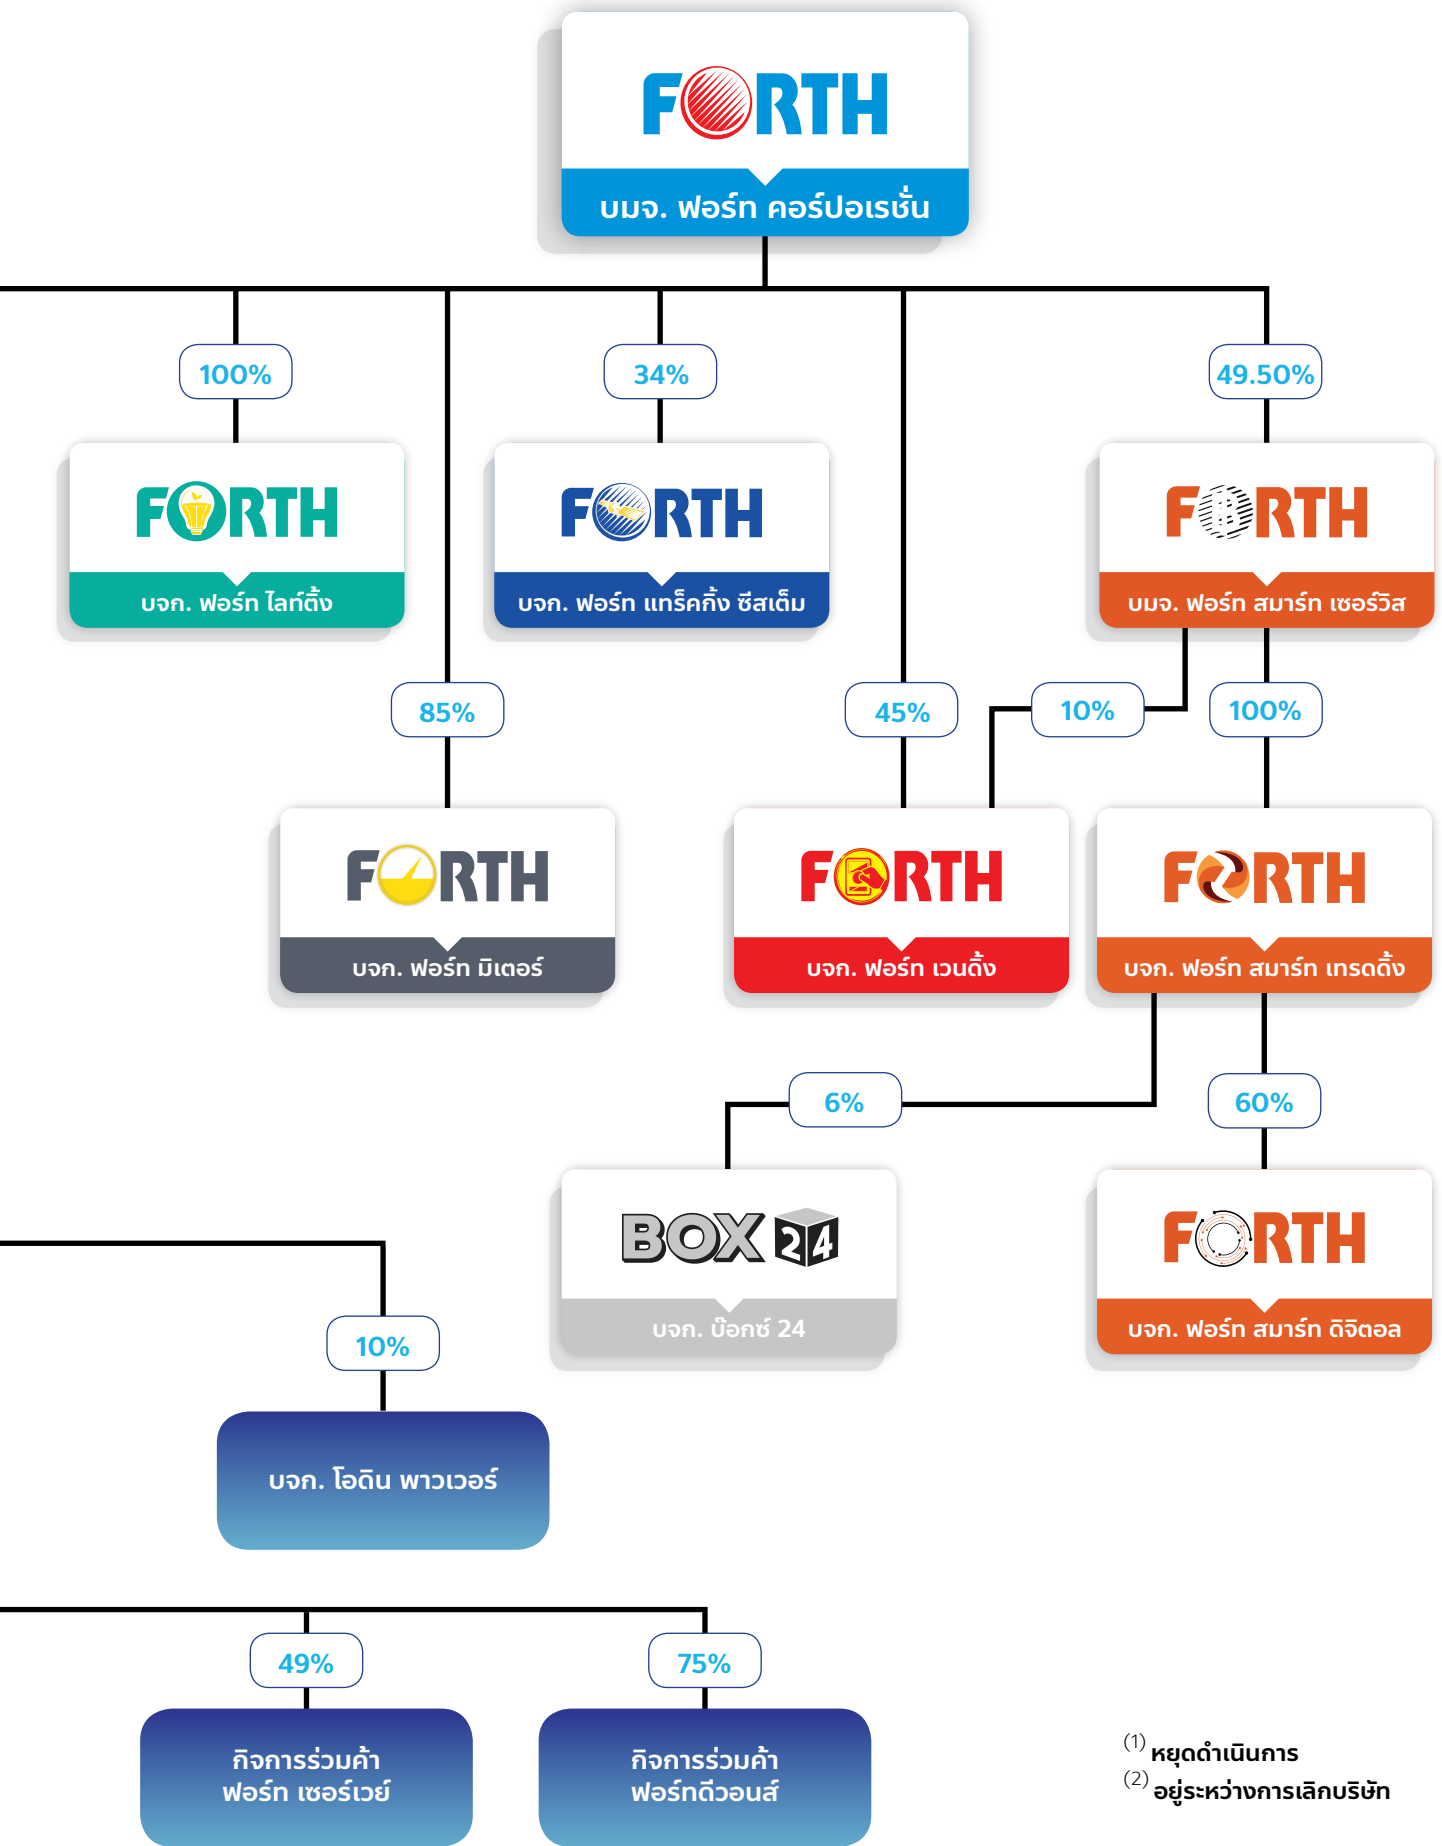 FORTH
บมจ. ฟอร์ท คอร์ปอเรชั่น
100%
34%
49.50%
FORTH
บจก. ฟอร์ท ไลท์ติ้ง
FORTH
บจก. ฟอร์ท แทร็คกิ้ง ซีสเต็ม
FORTH
บมจ. ฟอร์ท สมาร์ท เซอร์วิส
85%
45%
10%
100%
FORTH
บจก. ฟอร์ท มิเตอร์
FORTH
บจก. ฟอร์ท เวนดิ้ง
FORTH
บจก. ฟอร์ท สมาร์ท เทรดดิ้ง
6%
60%
BOX 24
บจก. บ๊อกซ์ 24
FORTH
บจก. ฟอร์ท สมาร์ท ดิจิตอล
10%
บจก. โอดิน พาวเวอร์
49%
75%
กิจการร่วมค้า
ฟอร์ท เซอร์เวย์
กิจการร่วมค้า
ฟอร์ทดีวอนส์
(1) หยุดดำเนินการ
(2) อยู่ระหว่างการเลิกบริษัท